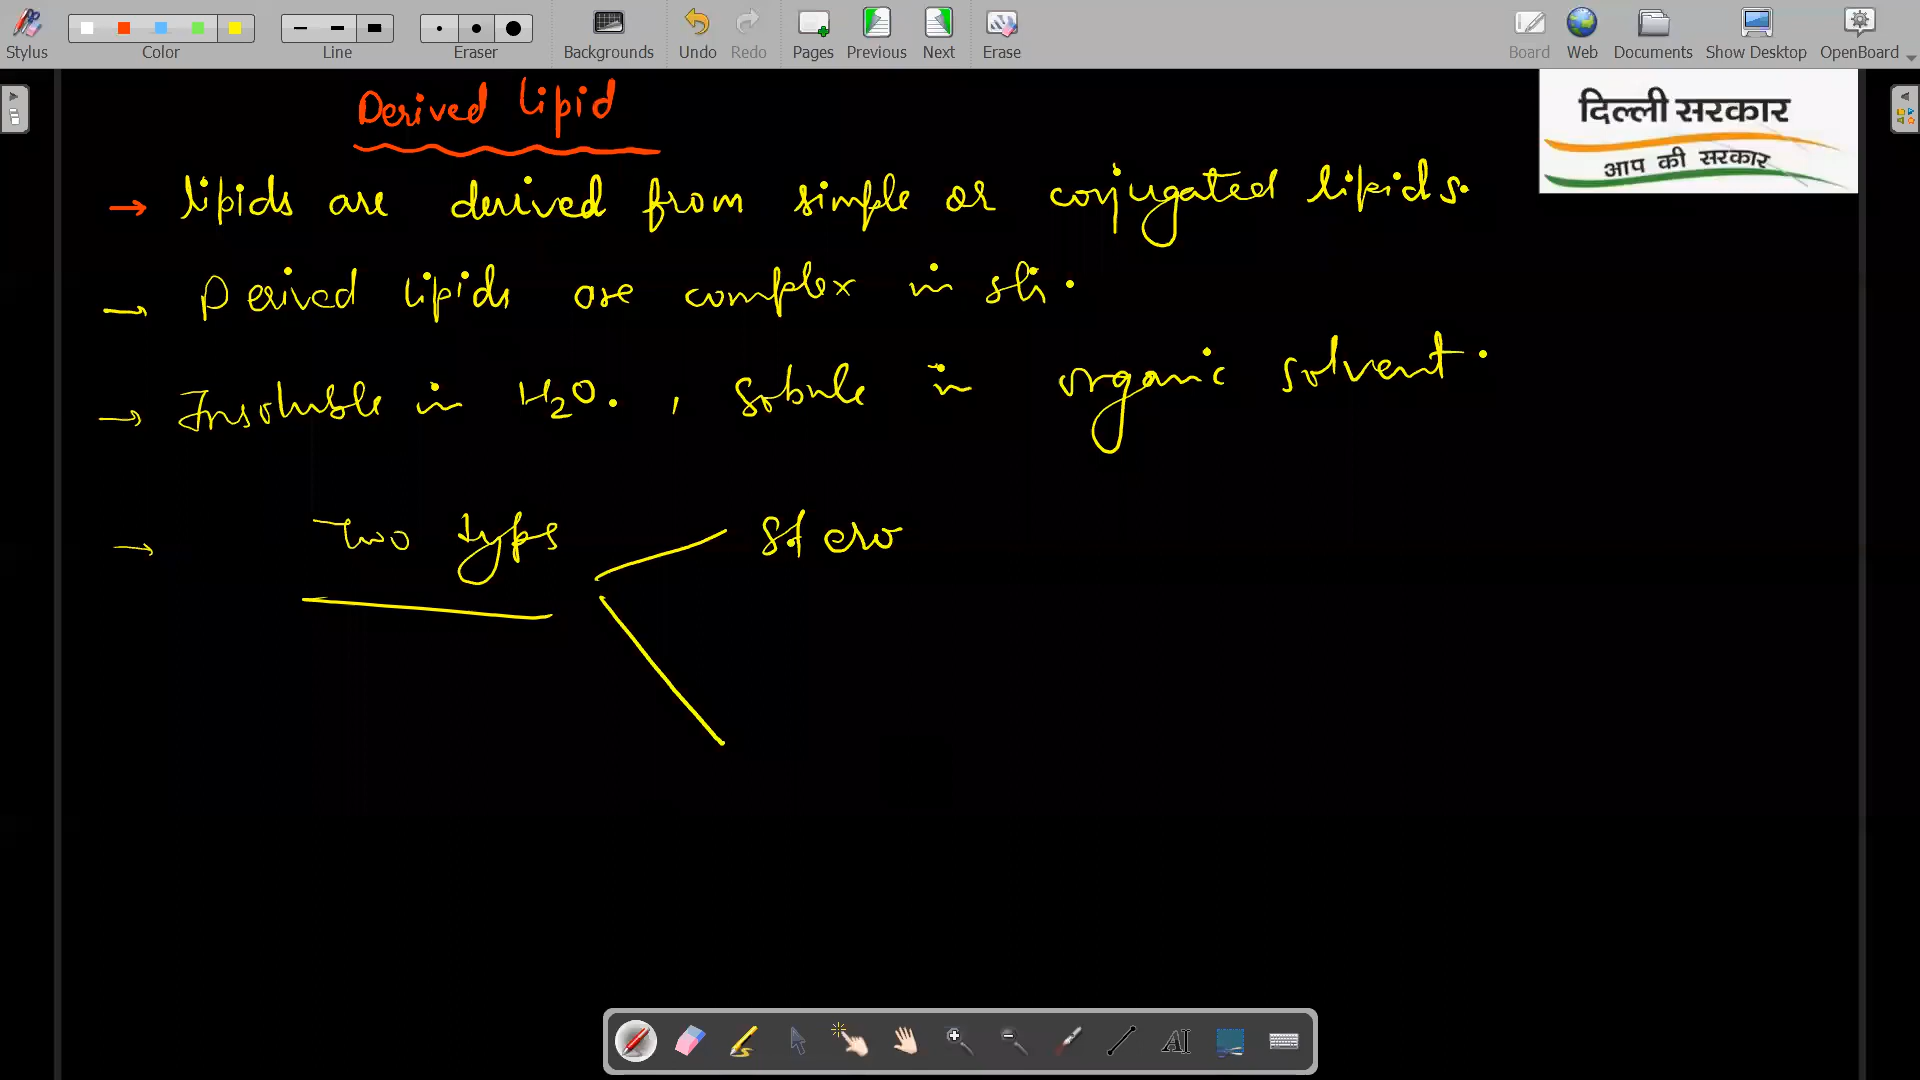 Stylus
Color
Line
Eraser
Backgrounds
Undo
Redo
Pages
Previous
Next
Erase
Board
Web
Documents
Show Desktop
OpenBoard
दिल्ली सरकार
आप की सरकार
Derived lipid
→ lipids are derived from simple or conjugated lipids.
→ Derived lipids are complex in str.
→ Insoluble in H₂O. , Solube in organic solvent.
→ Two types
Stero